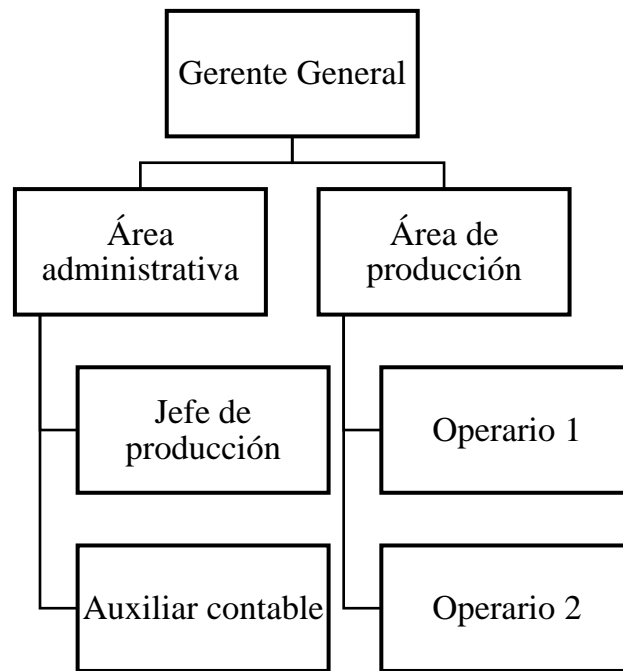 Gerente General
Área
administrativa
Área de
producción
Jefe de
producción
Operario 1
Auxiliar contable
Operario 2